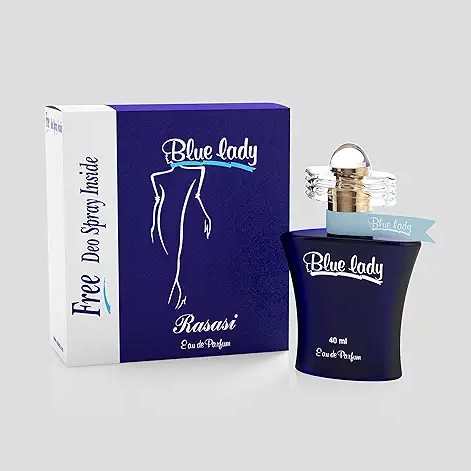 Free Deo Spray Inside
Blue lady
Rasasi
Eau de Parfum
Blue lady
Blue lady
40 ml
Eau de Parfum